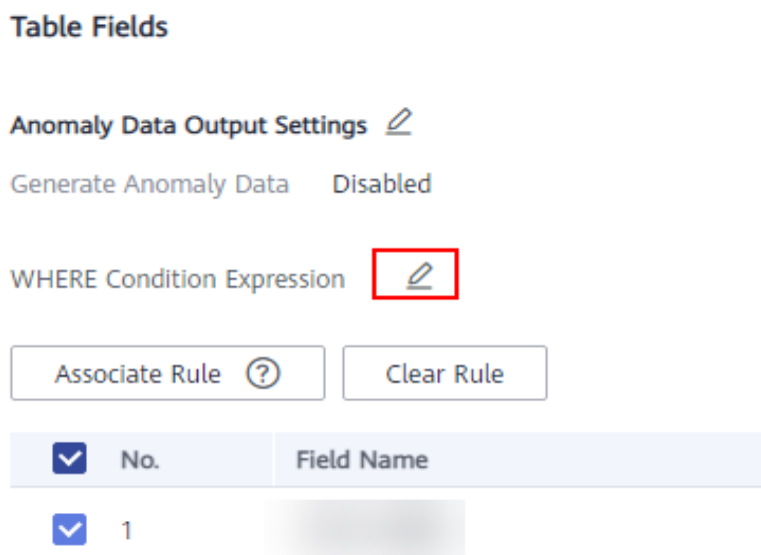 Table Fields
Anomaly Data Output Settings
Generate Anomaly Data Disabled
WHERE Condition Expression
Associate Rule ? Clear Rule
No. Field Name
1